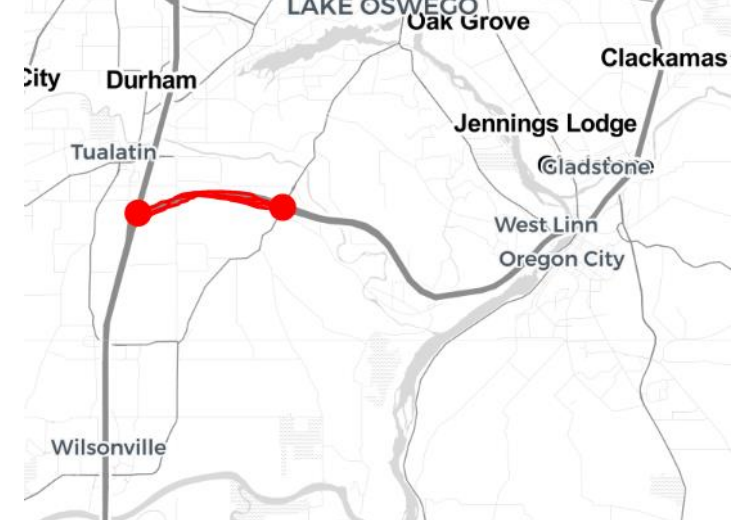 LAKE OSWEGO
Oak Grove
Clackamas
City
Durham
Jennings Lodge
Tualatin
Gladstone
West Linn
Oregon City
Wilsonville